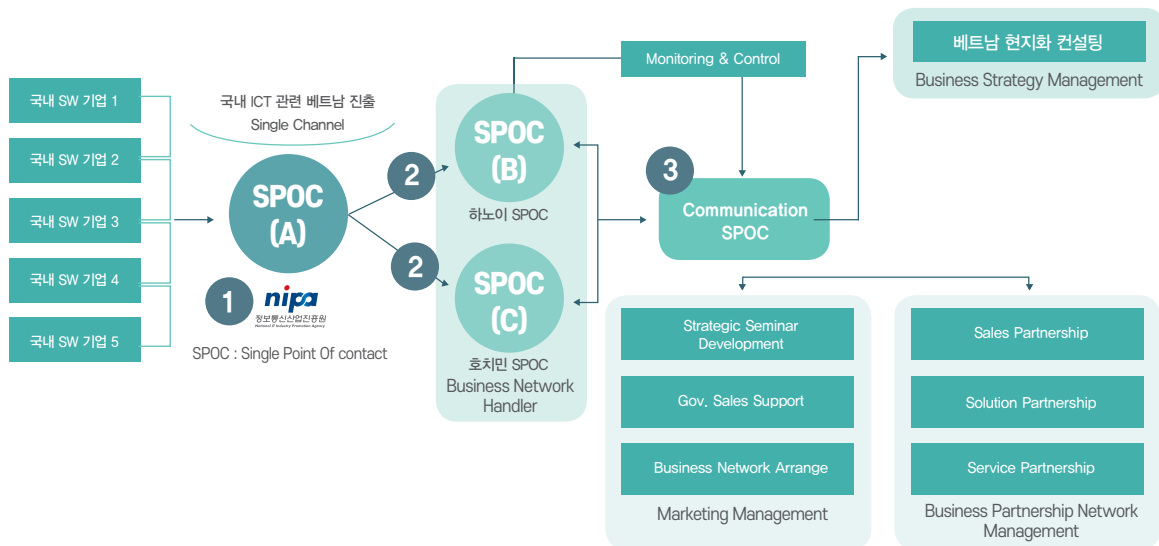 국내 SW 기업 1
국내 SW 기업 2
국내 SW 기업 3
국내 SW 기업 4
국내 SW 기업 5
국내 ICT 관련 베트남 진출
Single Channel
SPOC
(A)
1
nipa
정보통신산업진흥원
National IT Industry Promotion Agency
SPOC : Single Point Of contact
2
2
SPOC
(B)
하노이 SPOC
SPOC
(C)
호치민 SPOC
Business Network
Handler
Monitoring & Control
3
Communication
SPOC
베트남 현지화 컨설팅
Business Strategy Management
Strategic Seminar
Development
Gov. Sales Support
Business Network Arrange
Marketing Management
Sales Partnership
Solution Partnership
Service Partnership
Business Partnership Network
Management